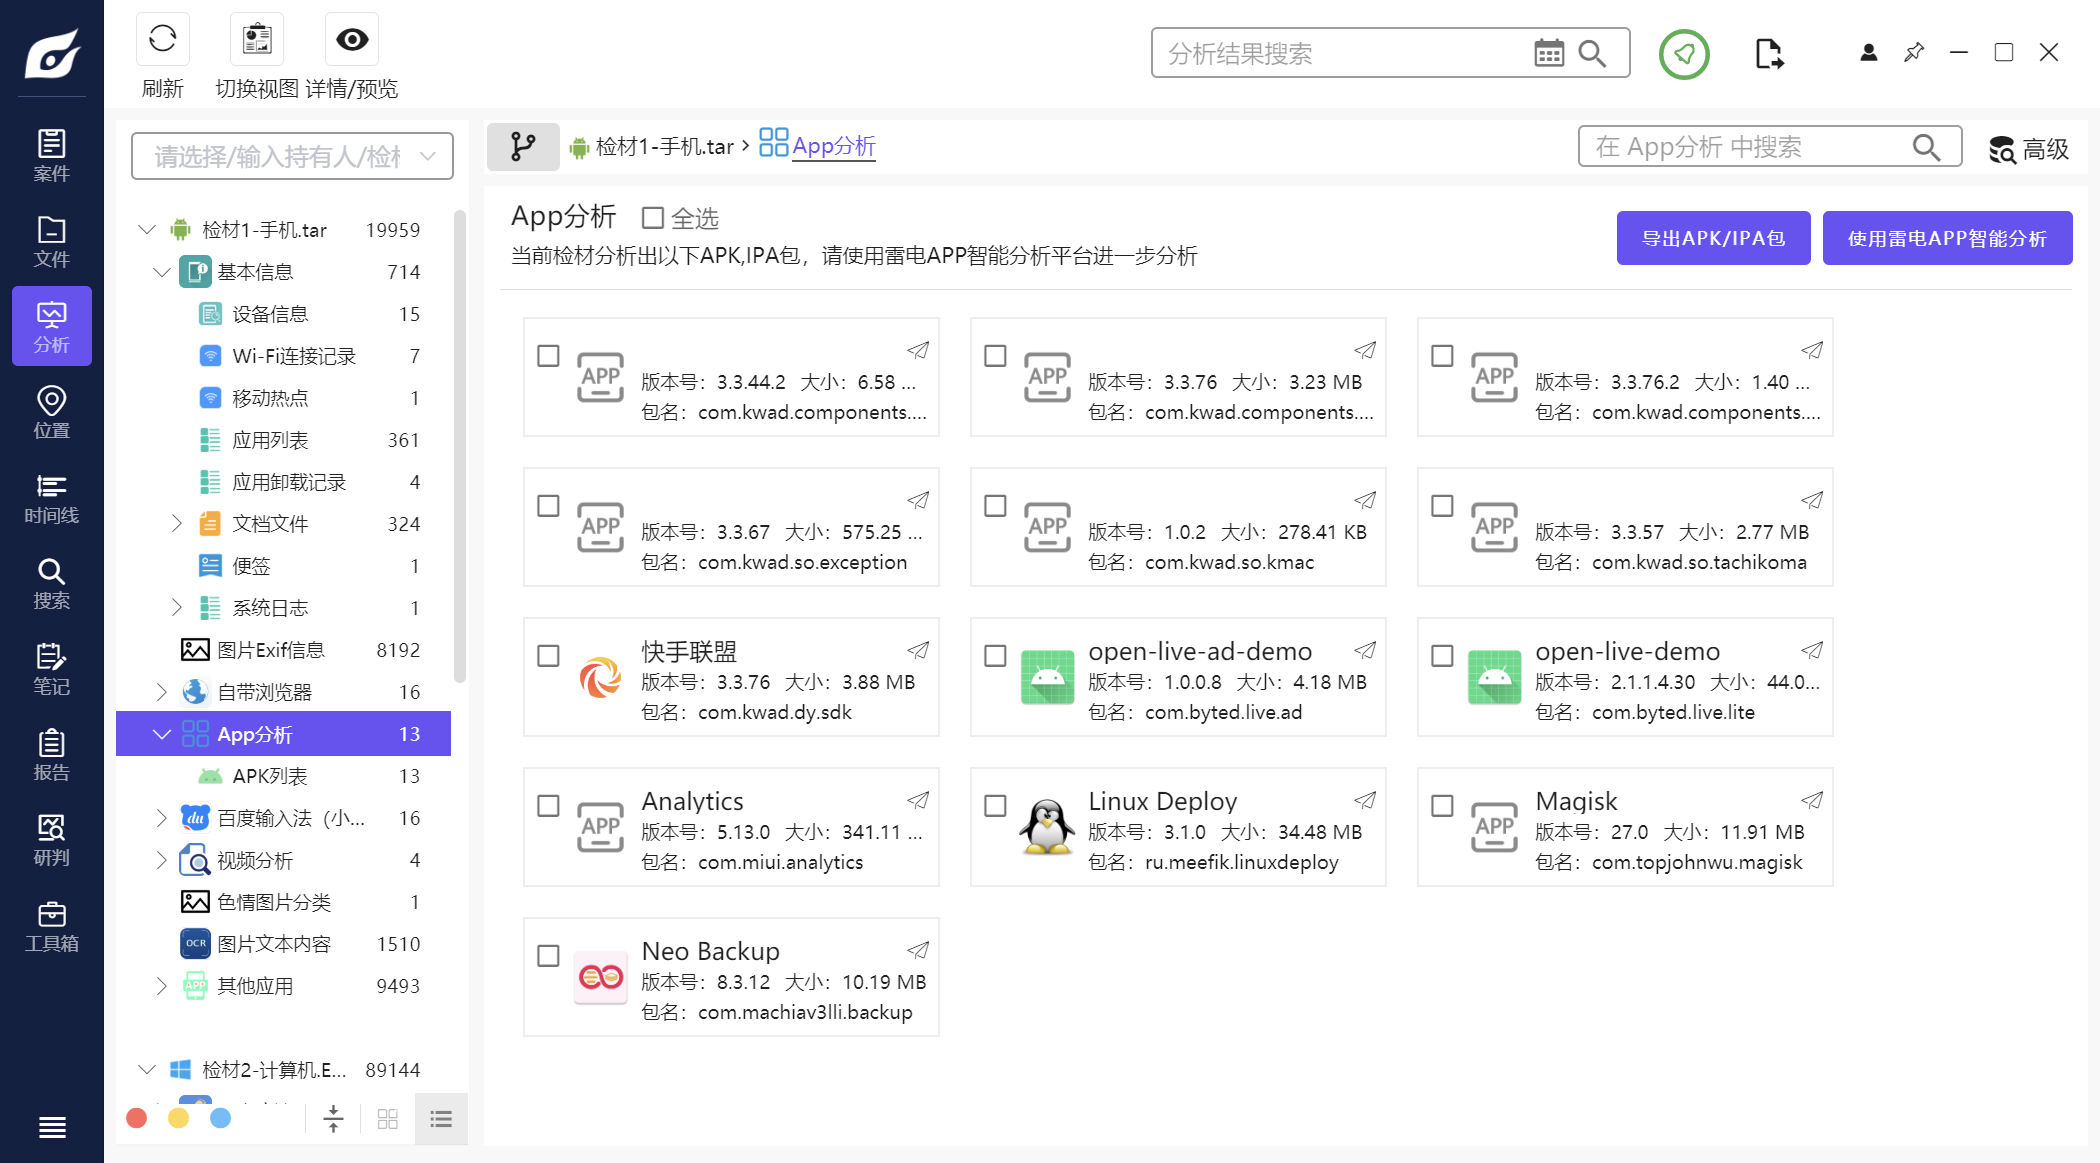 刷新
切换视图
详情/预览
分析结果搜索
案件
文件
分析
位置
时间线
搜索
笔记
报告
研判
工具箱
请选择/输入持有人/检
检材1-手机.tar 19959
基本信息 714
设备信息 15
Wi-Fi连接记录 7
移动热点 1
应用列表 361
应用卸载记录 4
文档文件 324
便签 1
系统日志 1
图片Exif信息 8192
自带浏览器 16
App分析 13
APK列表 13
百度输入法（小... 16
视频分析 4
色情图片分类 1
OCR 图片文本内容 1510
APP 其他应用 9493
检材2-计算机.E... 89144
检材1-手机.tar › App分析
在 App分析 中搜索
高级
App分析 全选
当前检材分析出以下APK,IPA包，请使用雷电APP智能分析平台进一步分析
导出APK/IPA包
使用雷电APP智能分析
APP
版本号：3.3.44.2 大小：6.58 ...
包名：com.kwad.components....
APP
版本号：3.3.76 大小：3.23 MB
包名：com.kwad.components....
APP
版本号：3.3.76.2 大小：1.40 ...
包名：com.kwad.components....
APP
版本号：3.3.67 大小：575.25 ...
包名：com.kwad.so.exception
APP
版本号：1.0.2 大小：278.41 KB
包名：com.kwad.so.kmac
APP
版本号：3.3.57 大小：2.77 MB
包名：com.kwad.so.tachikoma
快手联盟
版本号：3.3.76 大小：3.88 MB
包名：com.kwad.dy.sdk
open-live-ad-demo
版本号：1.0.0.8 大小：4.18 MB
包名：com.byted.live.ad
open-live-demo
版本号：2.1.1.4.30 大小：44.0...
包名：com.byted.live.lite
APP
Analytics
版本号：5.13.0 大小：341.11 ...
包名：com.miui.analytics
Linux Deploy
版本号：3.1.0 大小：34.48 MB
包名：ru.meefik.linuxdeploy
APP
Magisk
版本号：27.0 大小：11.91 MB
包名：com.topjohnwu.magisk
Neo Backup
版本号：8.3.12 大小：10.19 MB
包名：com.machiav3lli.backup